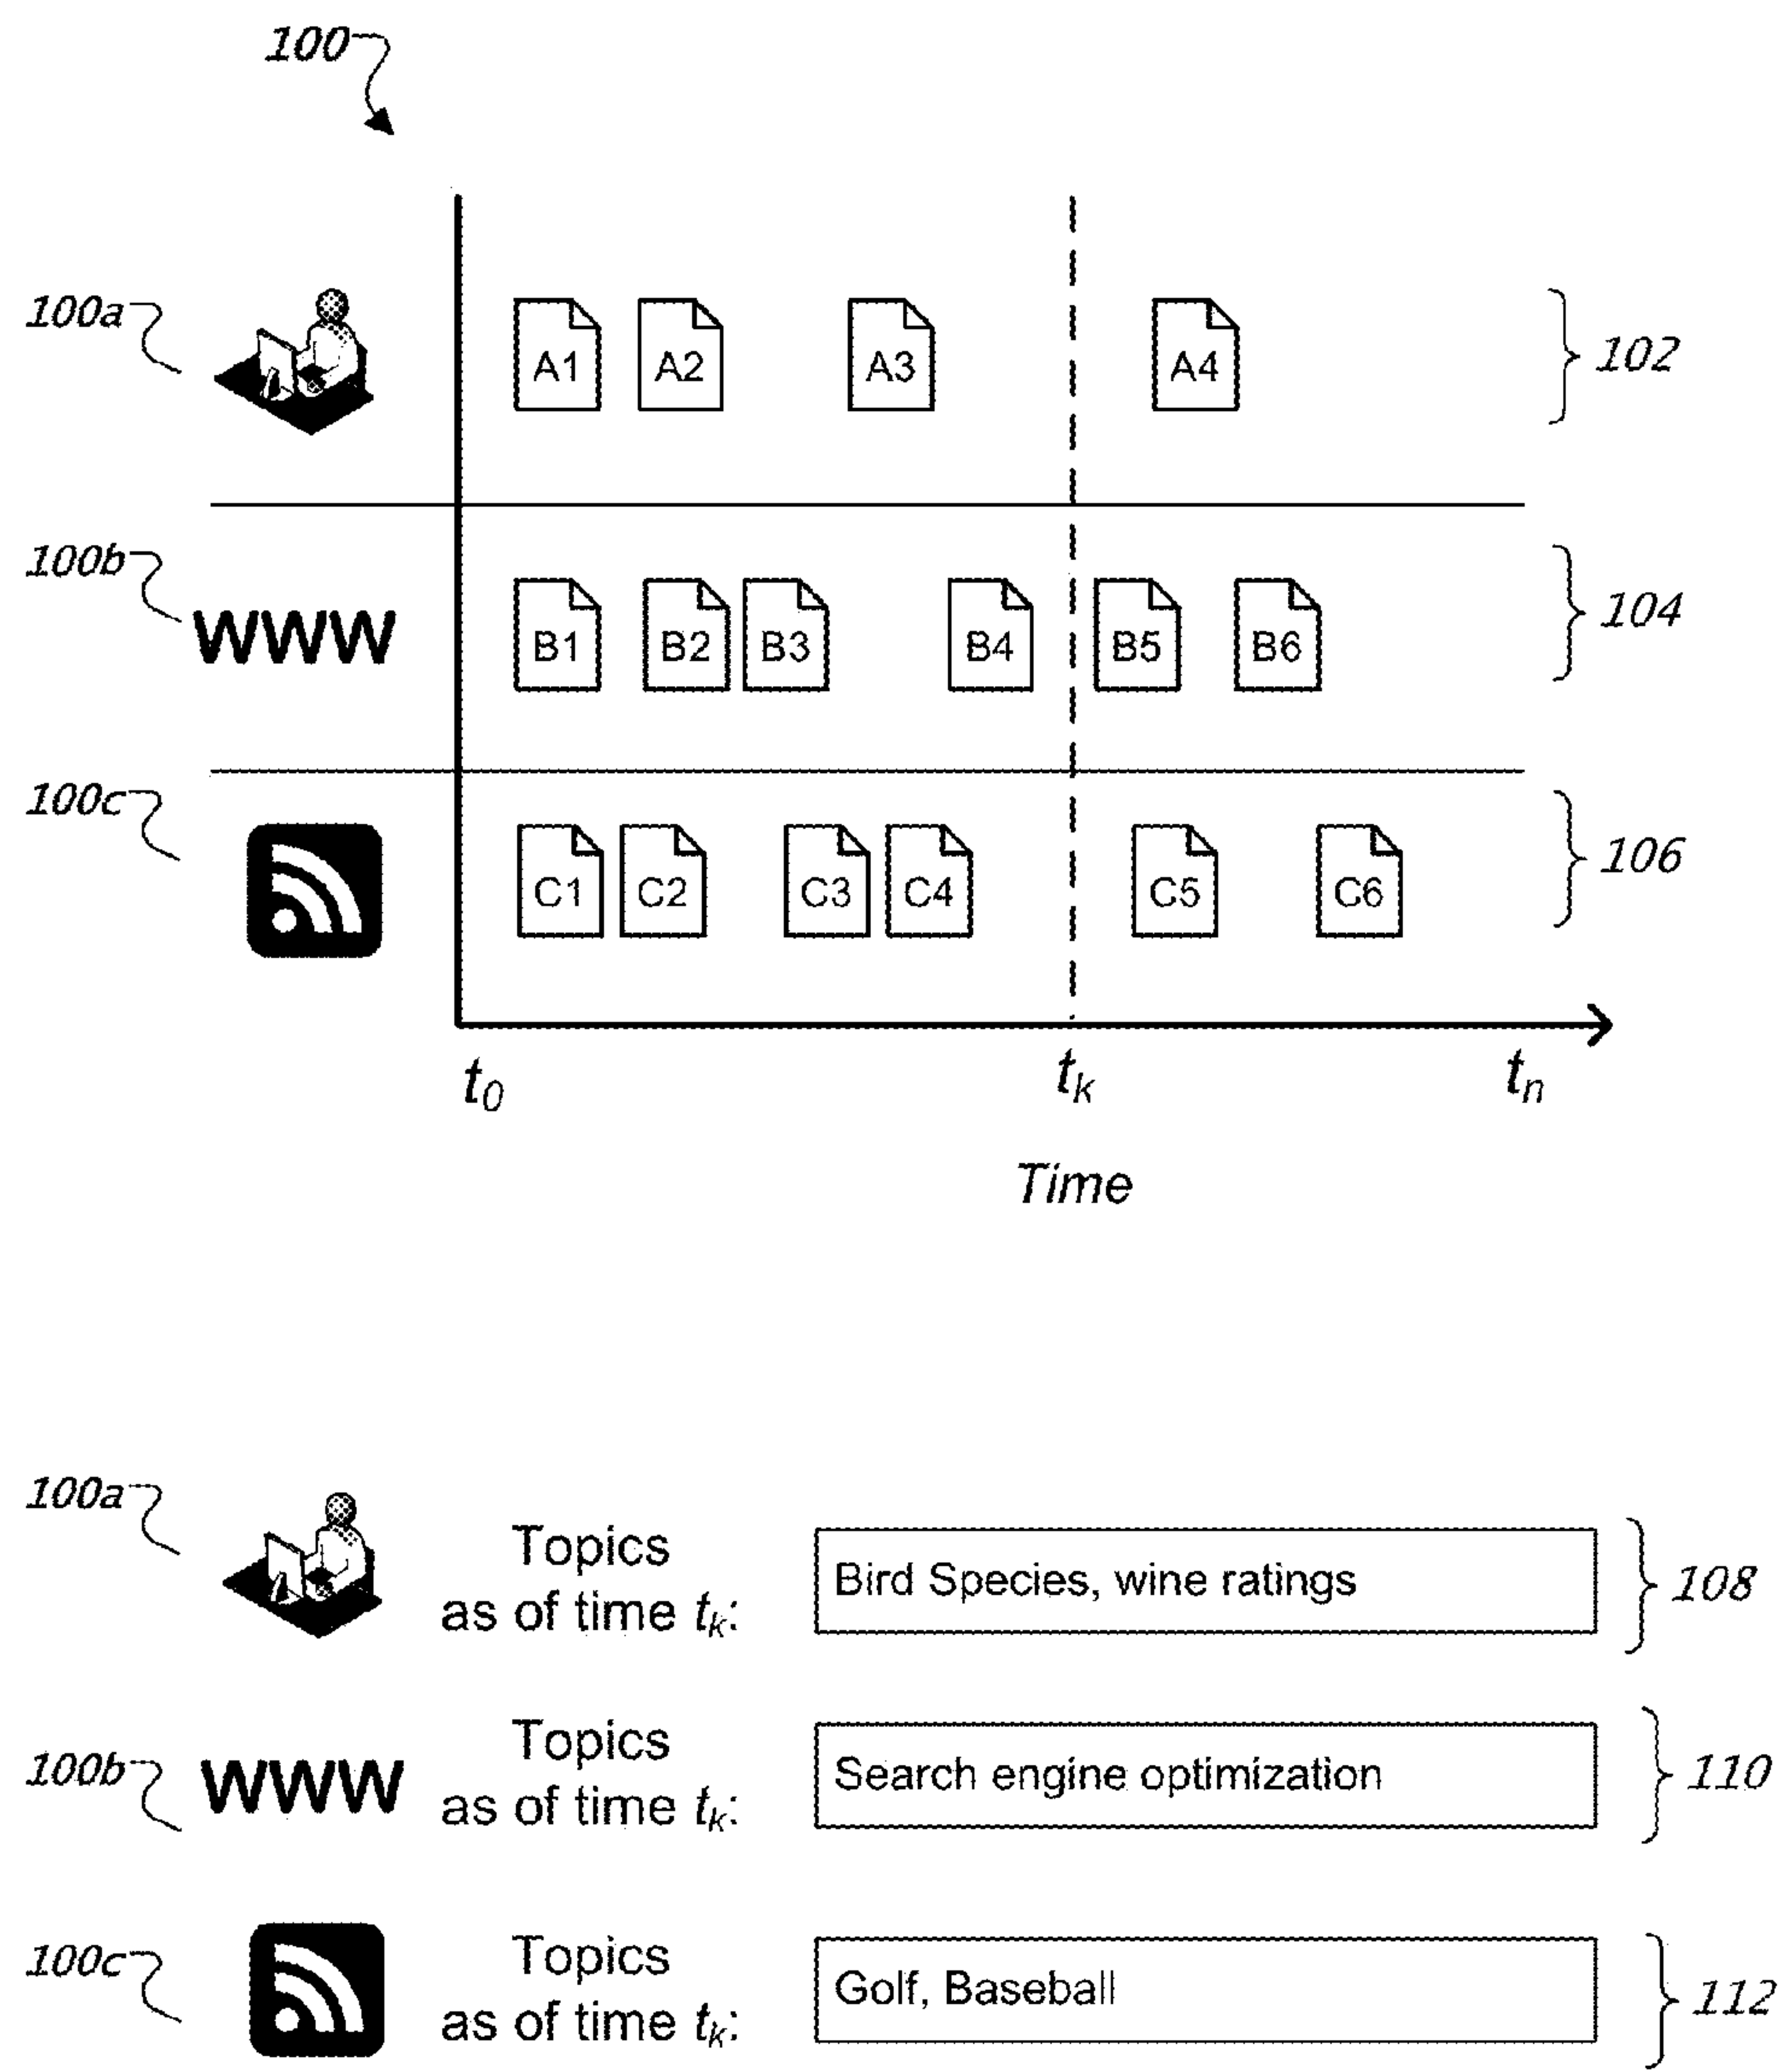 100
100a
A1 A2 A3 A4
102
100b
WWW
B1 B2 B3 B4 B5 B6
104
100c
C1 C2 C3 C4 C5 C6
106
t0 tk tn
Time
100a
Topics
as of time tk:
Bird Species, wine ratings
108
100b
WWW
Topics
as of time tk:
Search engine optimization
110
100c
Topics
as of time tk:
Golf, Baseball
112